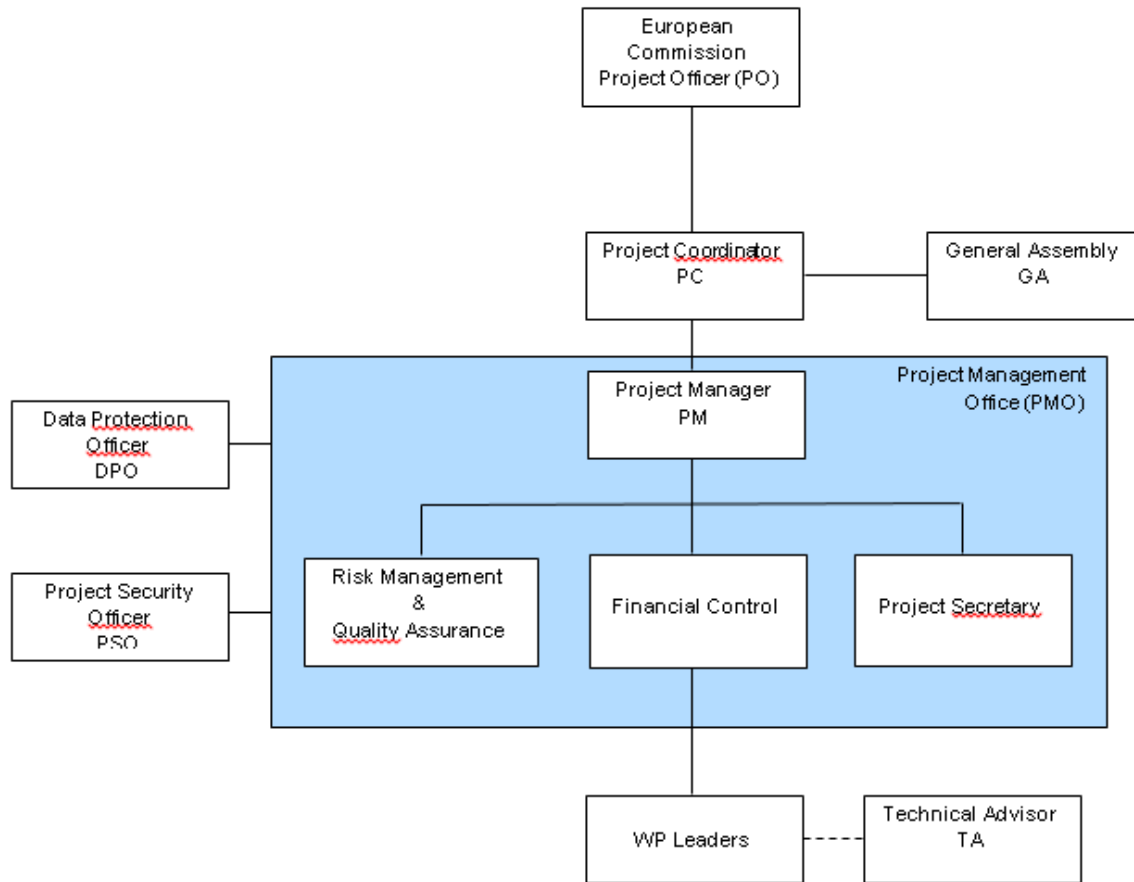 European
Commission
Project Officer (PO)
Project Coordinator
PC
General Assembly
GA
Project Management
Office (PMO)
Project Manager
PM
Data Protection
Officer
DPO
Risk Management
&
Quality Assurance
Financial Control
Project Secretary
Project Security
Officer
PSO
WP Leaders
Technical Advisor
TA